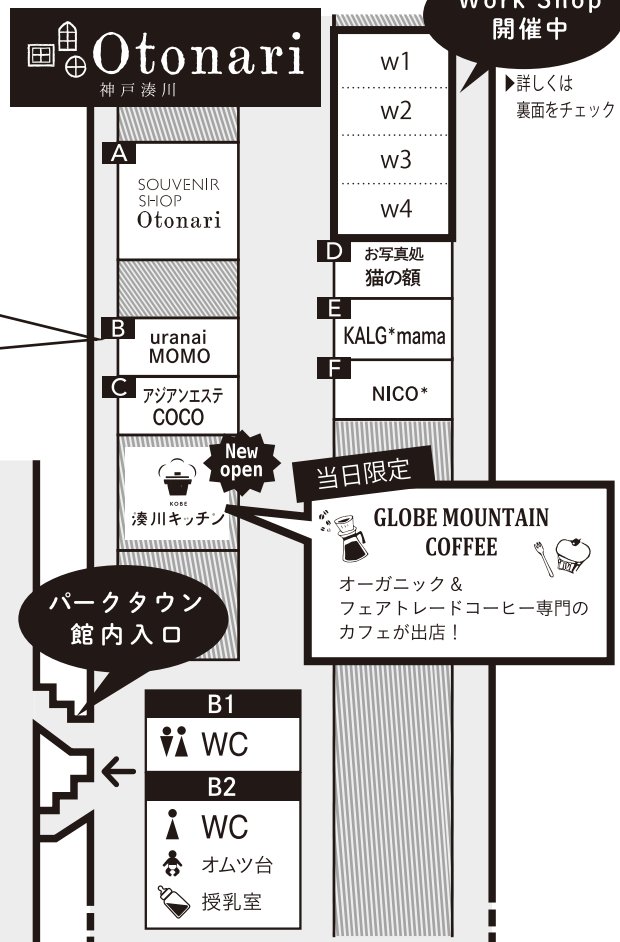 Otonari
神戸湊川
Work Shop
開催中
▶詳しくは
裏面をチェック
w1
w2
w3
w4
A
SOUVENIR
SHOP
Otonari
B
uranai
MOMO
C
アジアンエステ
COCO
D
お写真処
猫の額
E
KALG*mama
F
NICO*
New
open
KOBE
湊川キッチン
当日限定
GLOBE MOUNTAIN
COFFEE
オーガニック &
フェアトレードコーヒー専門の
カフェが出店！
パークタウン
館内入口
B1
WC
B2
WC
オムツ台
授乳室